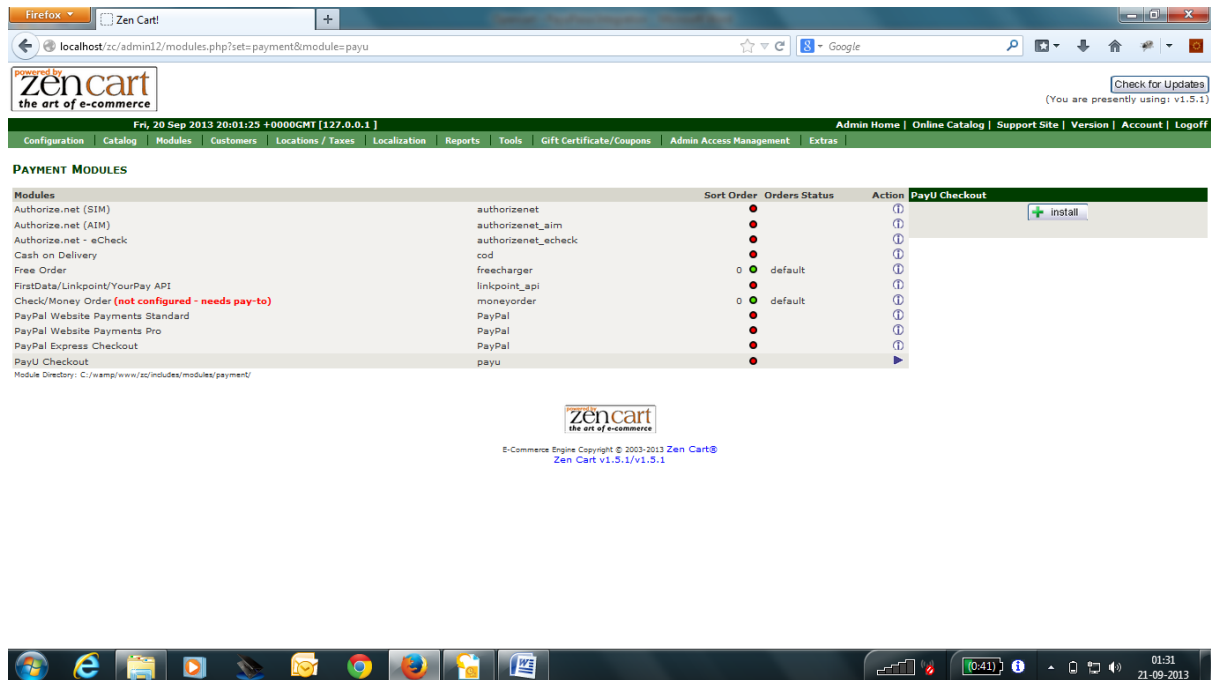 Firefox
Zen Cart!
localhost/zc/admin12/modules.php?set=payment&module=payu
Google
powered by
zen cart
the art of e-commerce
Check for Updates
(You are presently using: v1.5.1)
Fri, 20 Sep 2013 20:01:25 +0000GMT [127.0.0.1 ]
Admin Home | Online Catalog | Support Site | Version | Account | Logoff
Configuration | Catalog | Modules | Customers | Locations / Taxes | Localization | Reports | Tools | Gift Certificate/Coupons | Admin Access Management | Extras |
PAYMENT MODULES
Modules Sort Order Orders Status Action PayU Checkout
install
Authorize.net (SIM) authorizenet
Authorize.net (AIM) authorizenet_aim
Authorize.net - eCheck authorizenet_echeck
Cash on Delivery cod
Free Order freecharger 0 default
FirstData/Linkpoint/YourPay API linkpoint_api
Check/Money Order (not configured - needs pay-to) moneyorder 0 default
PayPal Website Payments Standard PayPal
PayPal Website Payments Pro PayPal
PayPal Express Checkout PayPal
PayU Checkout payu
Module Directory: C:/wamp/www/zc/includes/modules/payment/
powered by
zen cart
the art of e-commerce
E-Commerce Engine Copyright © 2003-2013 Zen Cart®
Zen Cart v1.5.1/v1.5.1
(0:41)
01:31
21-09-2013